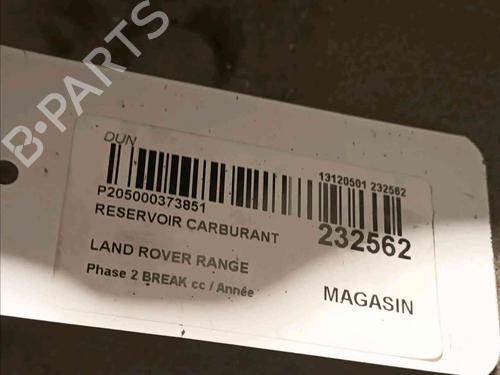 B-PARTS
DUN
13120501 232562
P205000373851
RESERVOIR CARBURANT
232562
LAND ROVER RANGE
Phase 2 BREAK cc / Année
MAGASIN